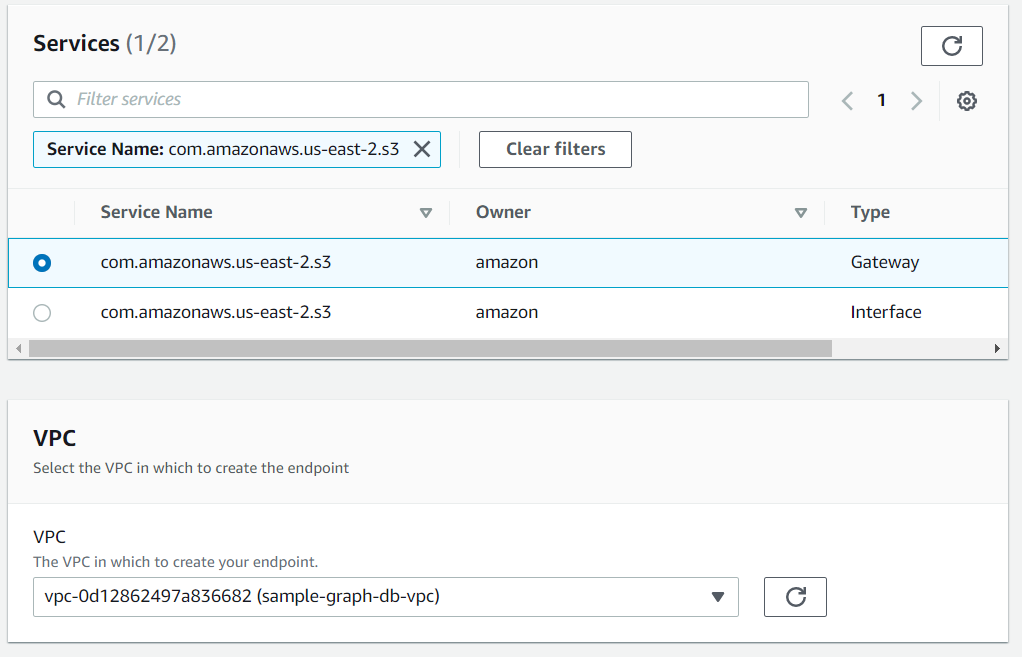 Services (1/2)
Filter services
1
Service Name: com.amazonaws.us-east-2.s3
Clear filters
Service Name Owner Type
com.amazonaws.us-east-2.s3 amazon Gateway
com.amazonaws.us-east-2.s3 amazon Interface
VPC
Select the VPC in which to create the endpoint
VPC
The VPC in which to create your endpoint.
vpc-0d12862497a836682 (sample-graph-db-vpc)